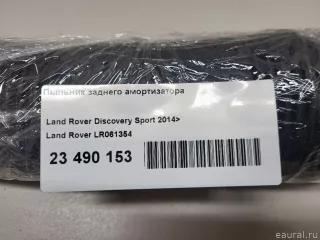 Пыльник заднего амортизатора
Land Rover Discovery Sport 2014>
Land Rover LR061354
23 490 153
eaural.ru